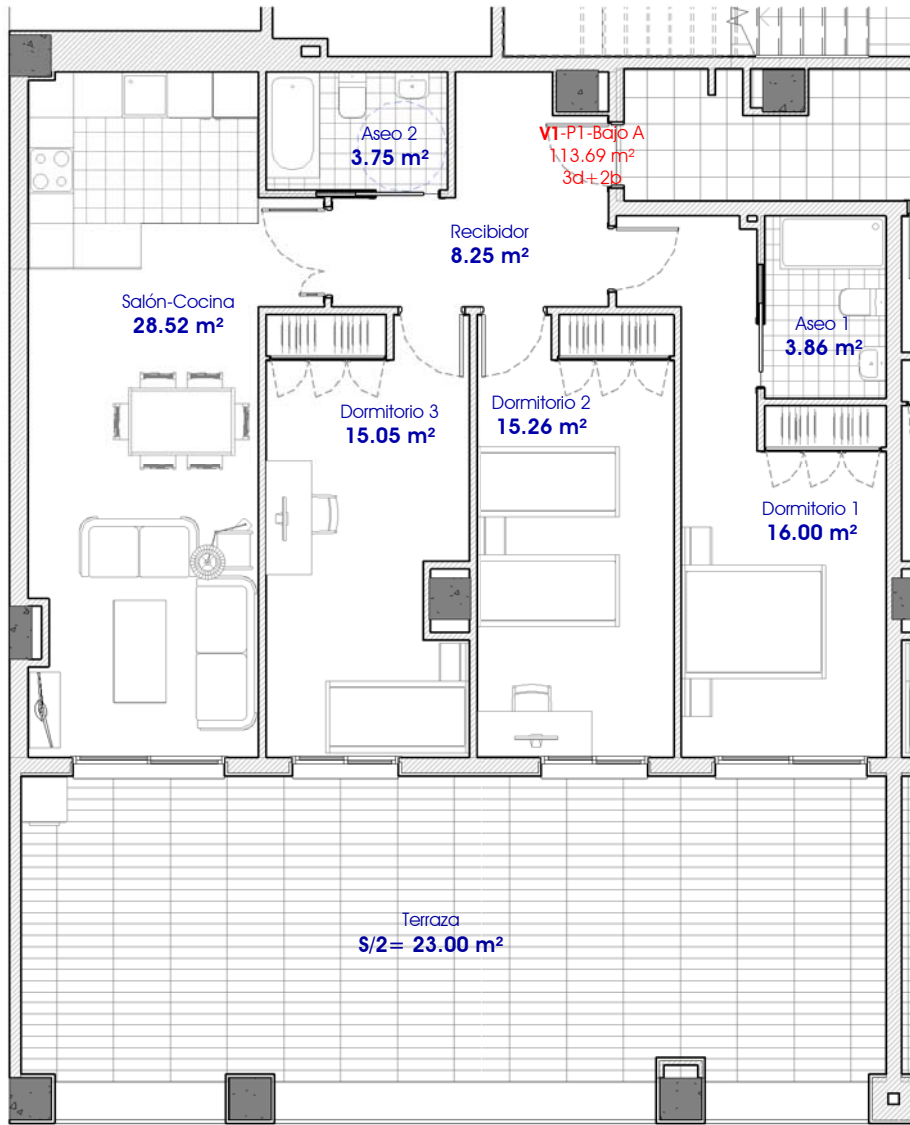 Aseo 2
3.75 m²
V1-P1-Bajo A
113.69 m²
3d+2b
Recibidor
8.25 m²
Salón-Cocina
28.52 m²
Aseo 1
3.86 m²
Dormitorio 3
15.05 m²
Dormitorio 2
15.26 m²
Dormitorio 1
16.00 m²
Terraza
S/2= 23.00 m²